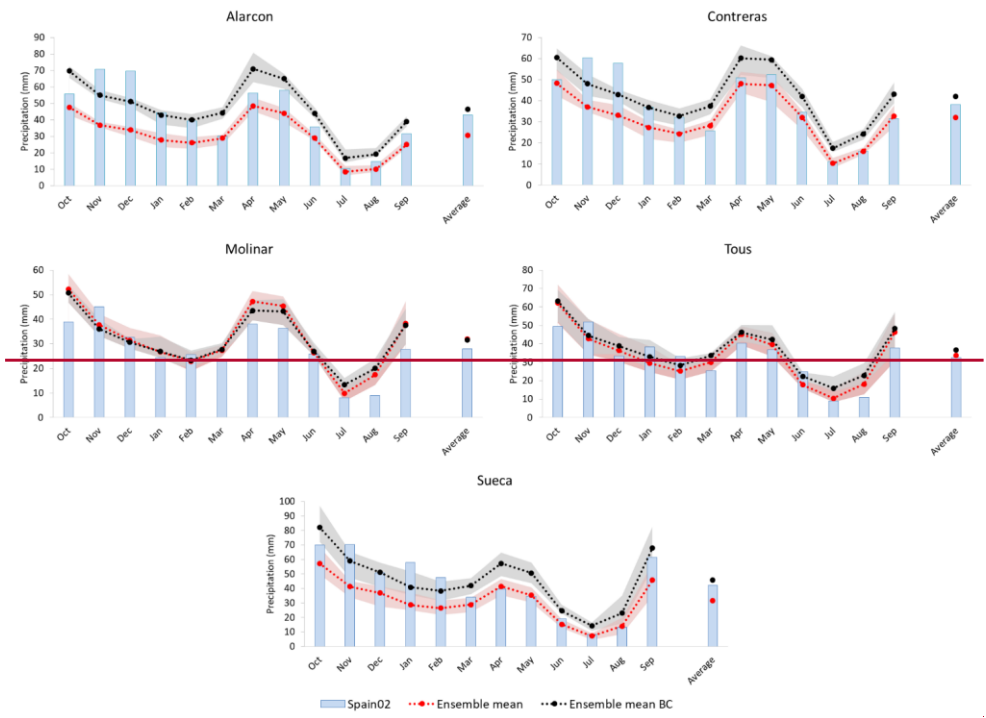 Alarcon
Precipitation (mm)
90
80
70
60
50
40
30
20
10
0
Oct Nov Dec Jan Feb Mar Apr May Jun Jul Aug Sep Average
Contreras
Precipitation (mm)
70
60
50
40
30
20
10
0
Oct Nov Dec Jan Feb Mar Apr May Jun Jul Aug Sep Average
Molinar
Precipitation (mm)
60
50
40
30
20
10
0
Oct Nov Dec Jan Feb Mar Apr May Jun Jul Aug Sep Average
Tous
Precipitation (mm)
80
70
60
50
40
30
20
10
0
Oct Nov Dec Jan Feb Mar Apr May Jun Jul Aug Sep Average
Sueca
Precipitation (mm)
100
90
80
70
60
50
40
30
20
10
0
Oct Nov Dec Jan Feb Mar Apr May Jun Jul Aug Sep Average
Spain02 Ensemble mean Ensemble mean BC